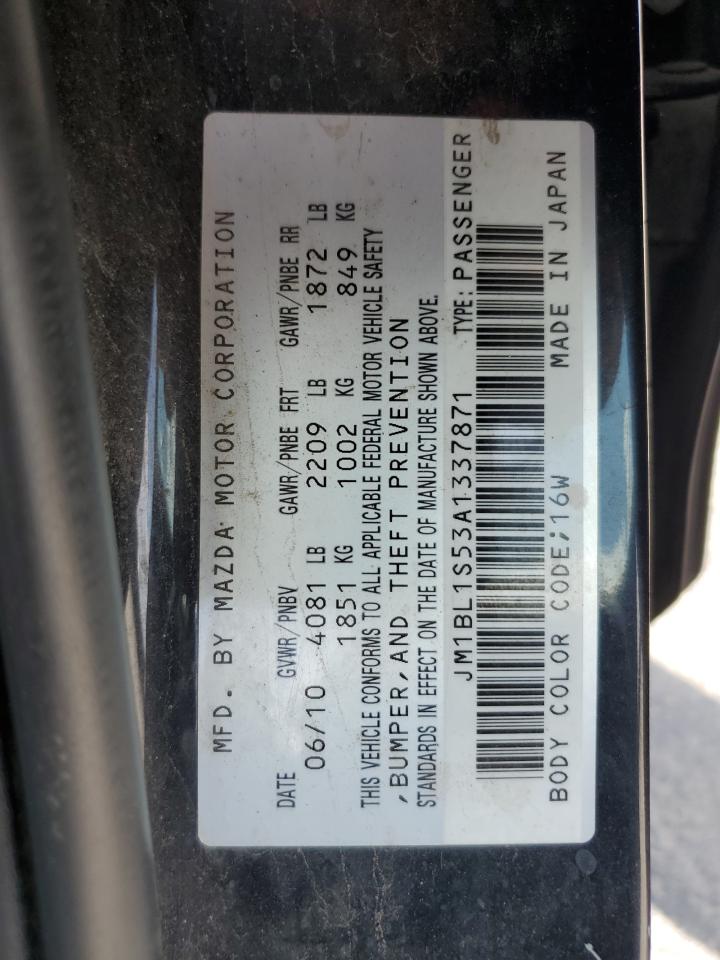 MFD. BY MAZDA MOTOR CORPORATION
DATE GVWR/PNBV GAWR/PNBE FRT GAWR/PNBE RR
06/10 4081 LB 2209 LB 1872 LB
1851 KG 1002 KG 849 KG
THIS VEHICLE CONFORMS TO ALL APPLICABLE FEDERAL MOTOR VEHICLE SAFETY
,BUMPER,AND THEFT PREVENTION
STANDARDS IN EFFECT ON THE DATE OF MANUFACTURE SHOWN ABOVE.
JM1BL1S53A1337871 TYPE: PASSENGER
BODY COLOR CODE;16W MADE IN JAPAN